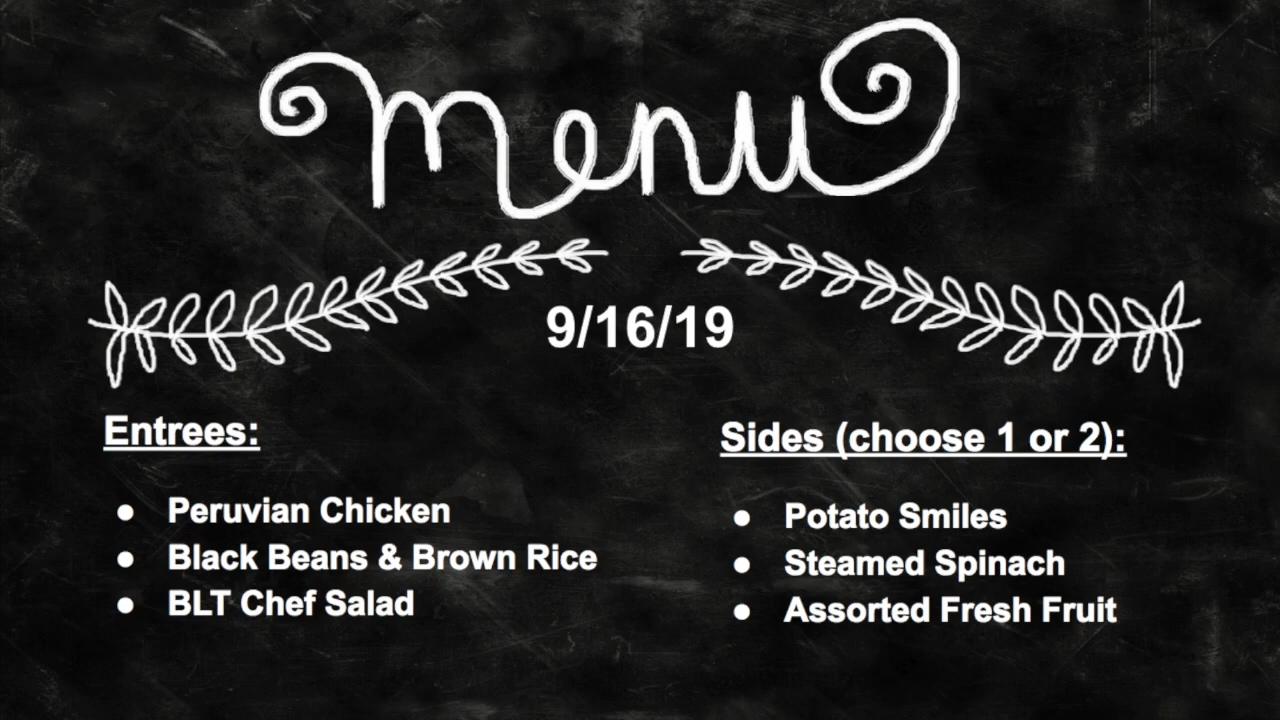 menu
9/16/19
Entrees:
● Peruvian Chicken
● Black Beans & Brown Rice
● BLT Chef Salad
Sides (choose 1 or 2):
● Potato Smiles
● Steamed Spinach
● Assorted Fresh Fruit